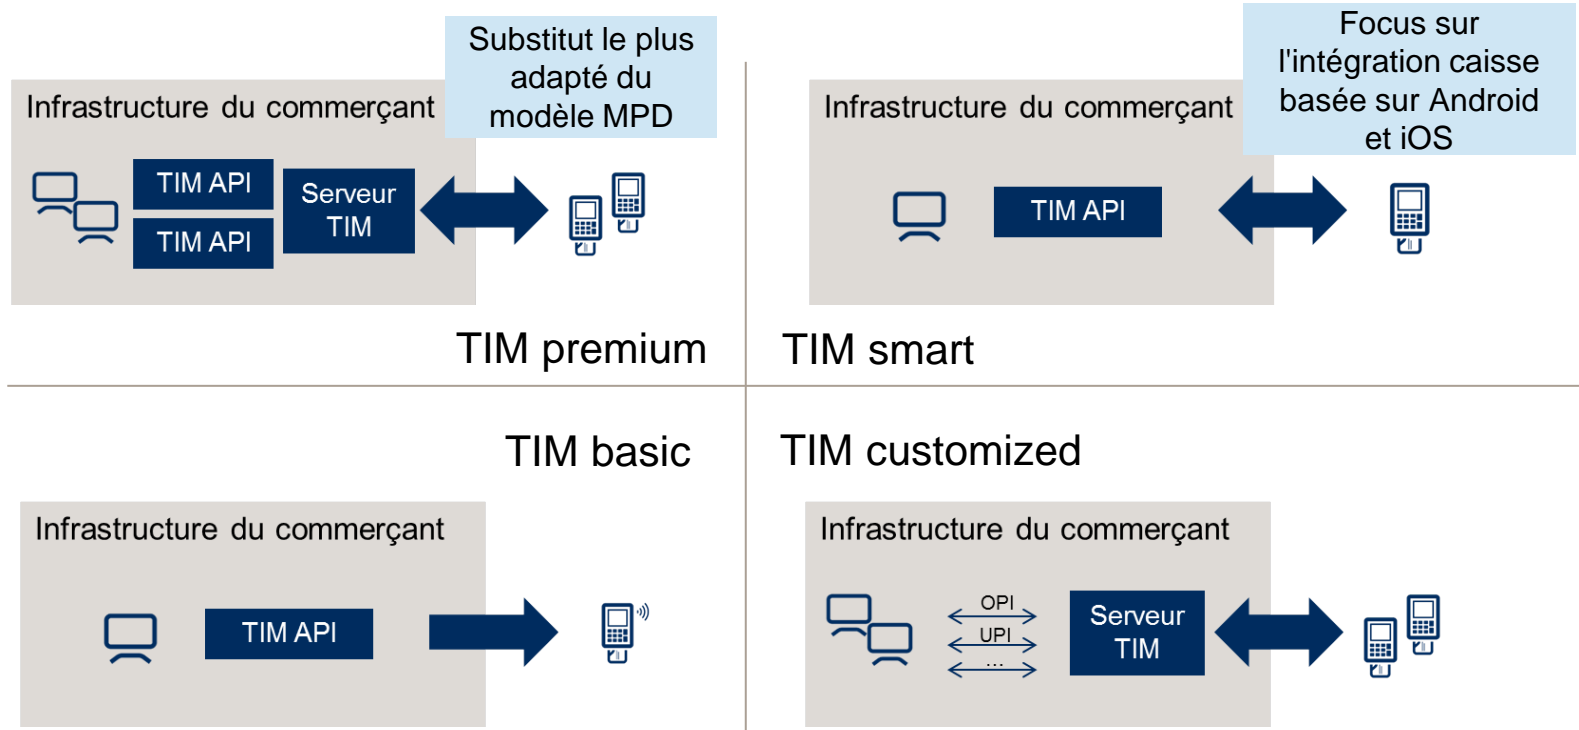 Substitut le plus
adapté du
modèle MPD
Infrastructure du commerçant
TIM API
TIM API
Serveur
TIM
TIM premium
Focus sur
l'intégration caisse
basée sur Android
et iOS
Infrastructure du commerçant
TIM API
TIM smart
TIM basic
Infrastructure du commerçant
TIM API
TIM customized
Infrastructure du commerçant
OPI
UPI
...
Serveur
TIM